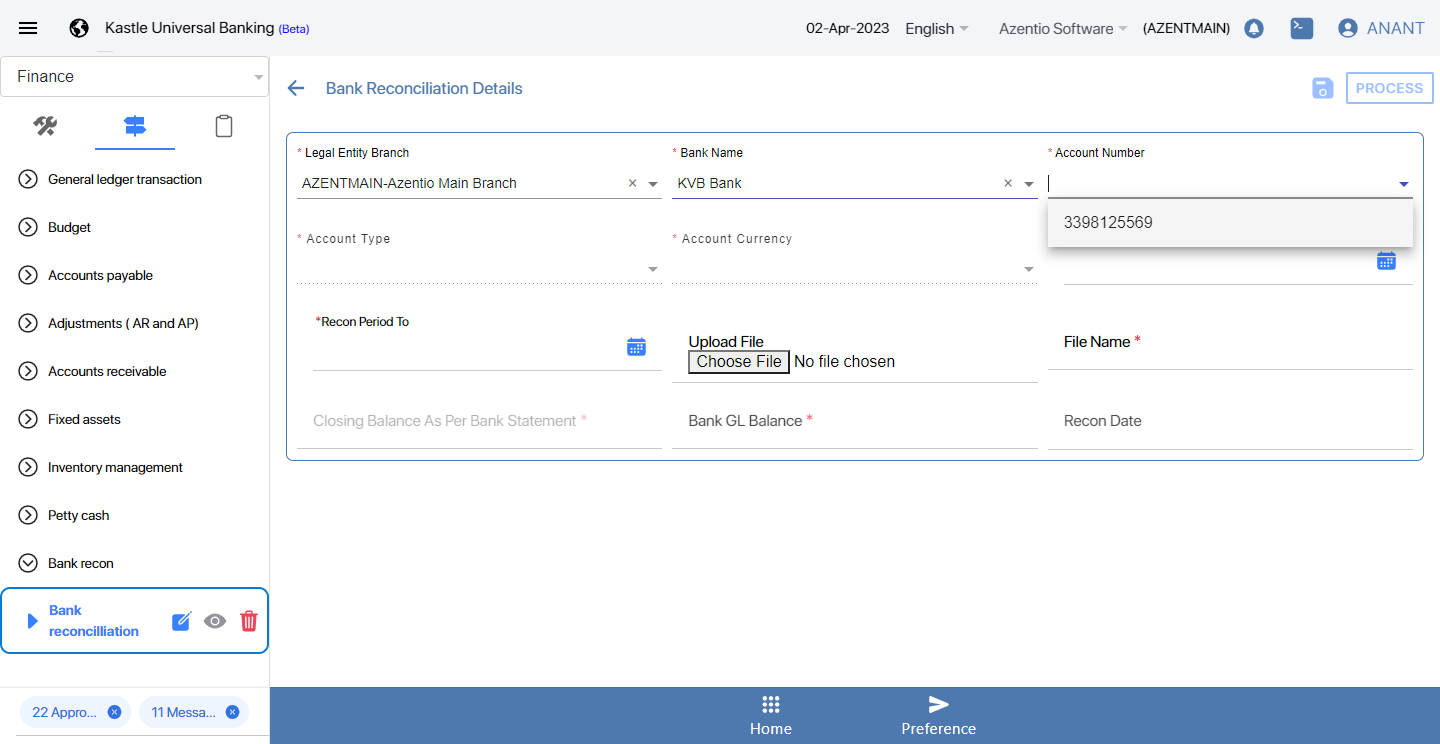 Kastle Universal Banking (Beta)
02-Apr-2023
English
Azentio Software
(AZENTMAIN)
ANANT
Finance
General ledger transaction
Budget
Accounts payable
Adjustments ( AR and AP)
Accounts receivable
Fixed assets
Inventory management
Petty cash
Bank recon
Bank
reconcilliation
22 Appro...
11 Messa...
Bank Reconciliation Details
PROCESS
* Legal Entity Branch
AZENTMAIN-Azentio Main Branch
* Bank Name
KVB Bank
* Account Number
3398125569
* Account Type
* Account Currency
*Recon Period To
Upload File
Choose File No file chosen
File Name *
Closing Balance As Per Bank Statement *
Bank GL Balance *
Recon Date
Home
Preference